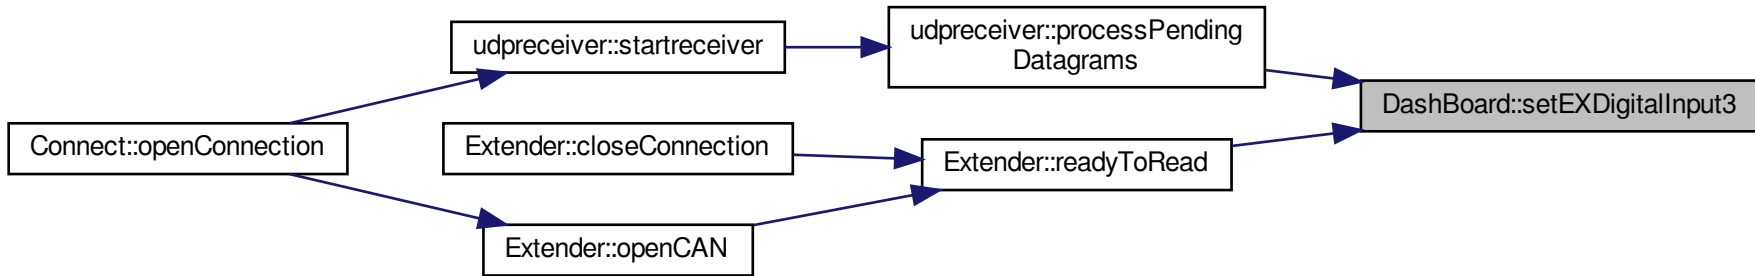 udpreceiver::startreceiver
udpreceiver::processPending
Datagrams
DashBoard::setEXDigitalInput3
Connect::openConnection
Extender::closeConnection
Extender::readyToRead
Extender::openCAN